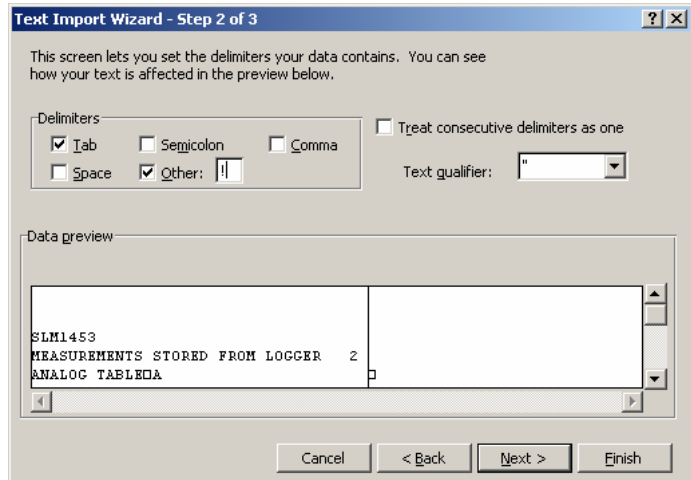 Text Import Wizard - Step 2 of 3
This screen lets you set the delimiters your data contains. You can see
how your text is affected in the preview below.
Delimiters
Tab Semicolon Comma
Space Other: !
Treat consecutive delimiters as one
Text qualifier: "
Data preview
SLM1453
MEASUREMENTS STORED FROM LOGGER 2
ANALOG TABLE□A □
Cancel < Back Next > Finish